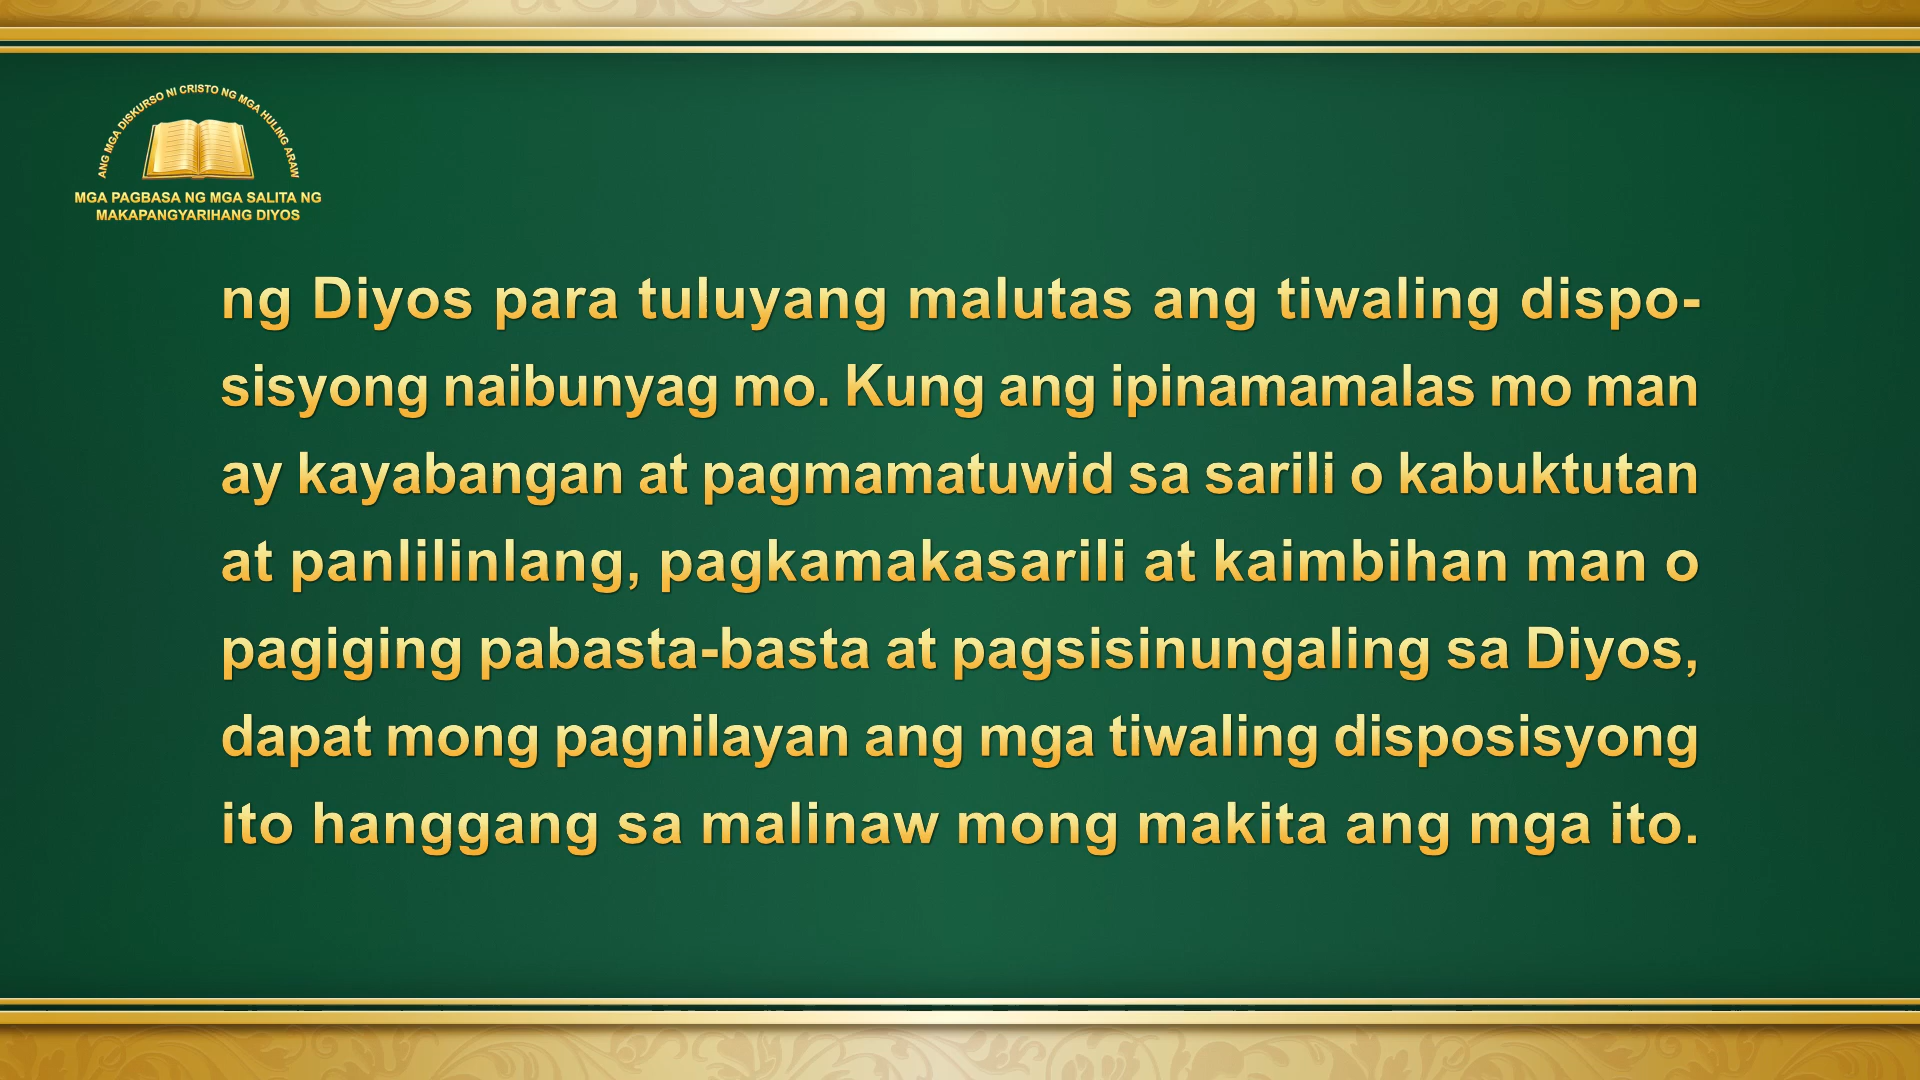 ANG MGA DISKURSO NI CRISTO NG MGA HULING ARAW
MGA PAGBASA NG MGA SALITA NG
MAKAPANGYARIHANG DIYOS
ng Diyos para tuluyang malutas ang tiwaling dispo-
sisyong naibunyag mo. Kung ang ipinamamalas mo man
ay kayabangan at pagmamatuwid sa sarili o kabuktutan
at panlilinlang, pagkamakasarili at kaimbihan man o
pagiging pabasta-basta at pagsisinungaling sa Diyos,
dapat mong pagnilayan ang mga tiwaling disposisyong
ito hanggang sa malinaw mong makita ang mga ito.